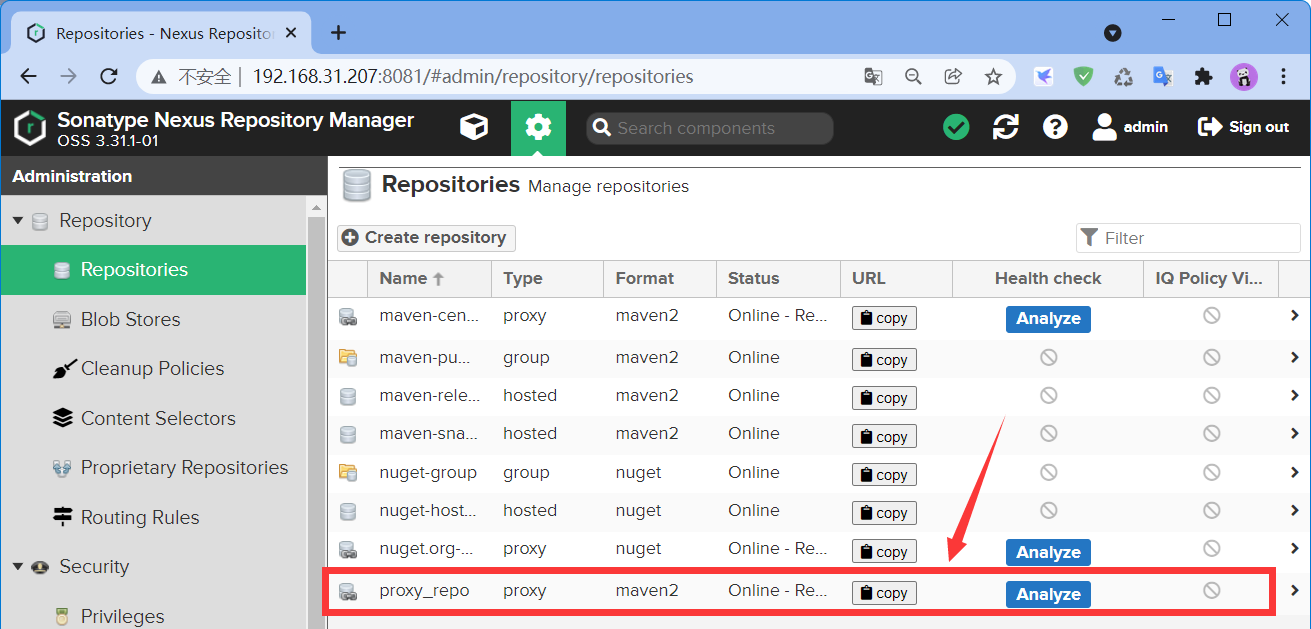 Repositories - Nexus Reposito
不安全 | 192.168.31.207:8081/#admin/repository/repositories
Sonatype Nexus Repository Manager
OSS 3.31.1-01
Search components
admin
Sign out
Administration
Repository
Repositories
Blob Stores
Cleanup Policies
Content Selectors
Proprietary Repositories
Routing Rules
Security
Privileges
Repositories Manage repositories
Create repository
Filter
Name Type Format Status URL Health check IQ Policy Vi...
maven-cen... proxy maven2 Online - Re... copy Analyze
maven-pu... group maven2 Online copy
maven-rele... hosted maven2 Online copy
maven-sna... hosted maven2 Online copy
nuget-group group nuget Online copy
nuget-host... hosted nuget Online copy
nuget.org-... proxy nuget Online - Re... copy Analyze
proxy_repo proxy maven2 Online - Re... copy Analyze